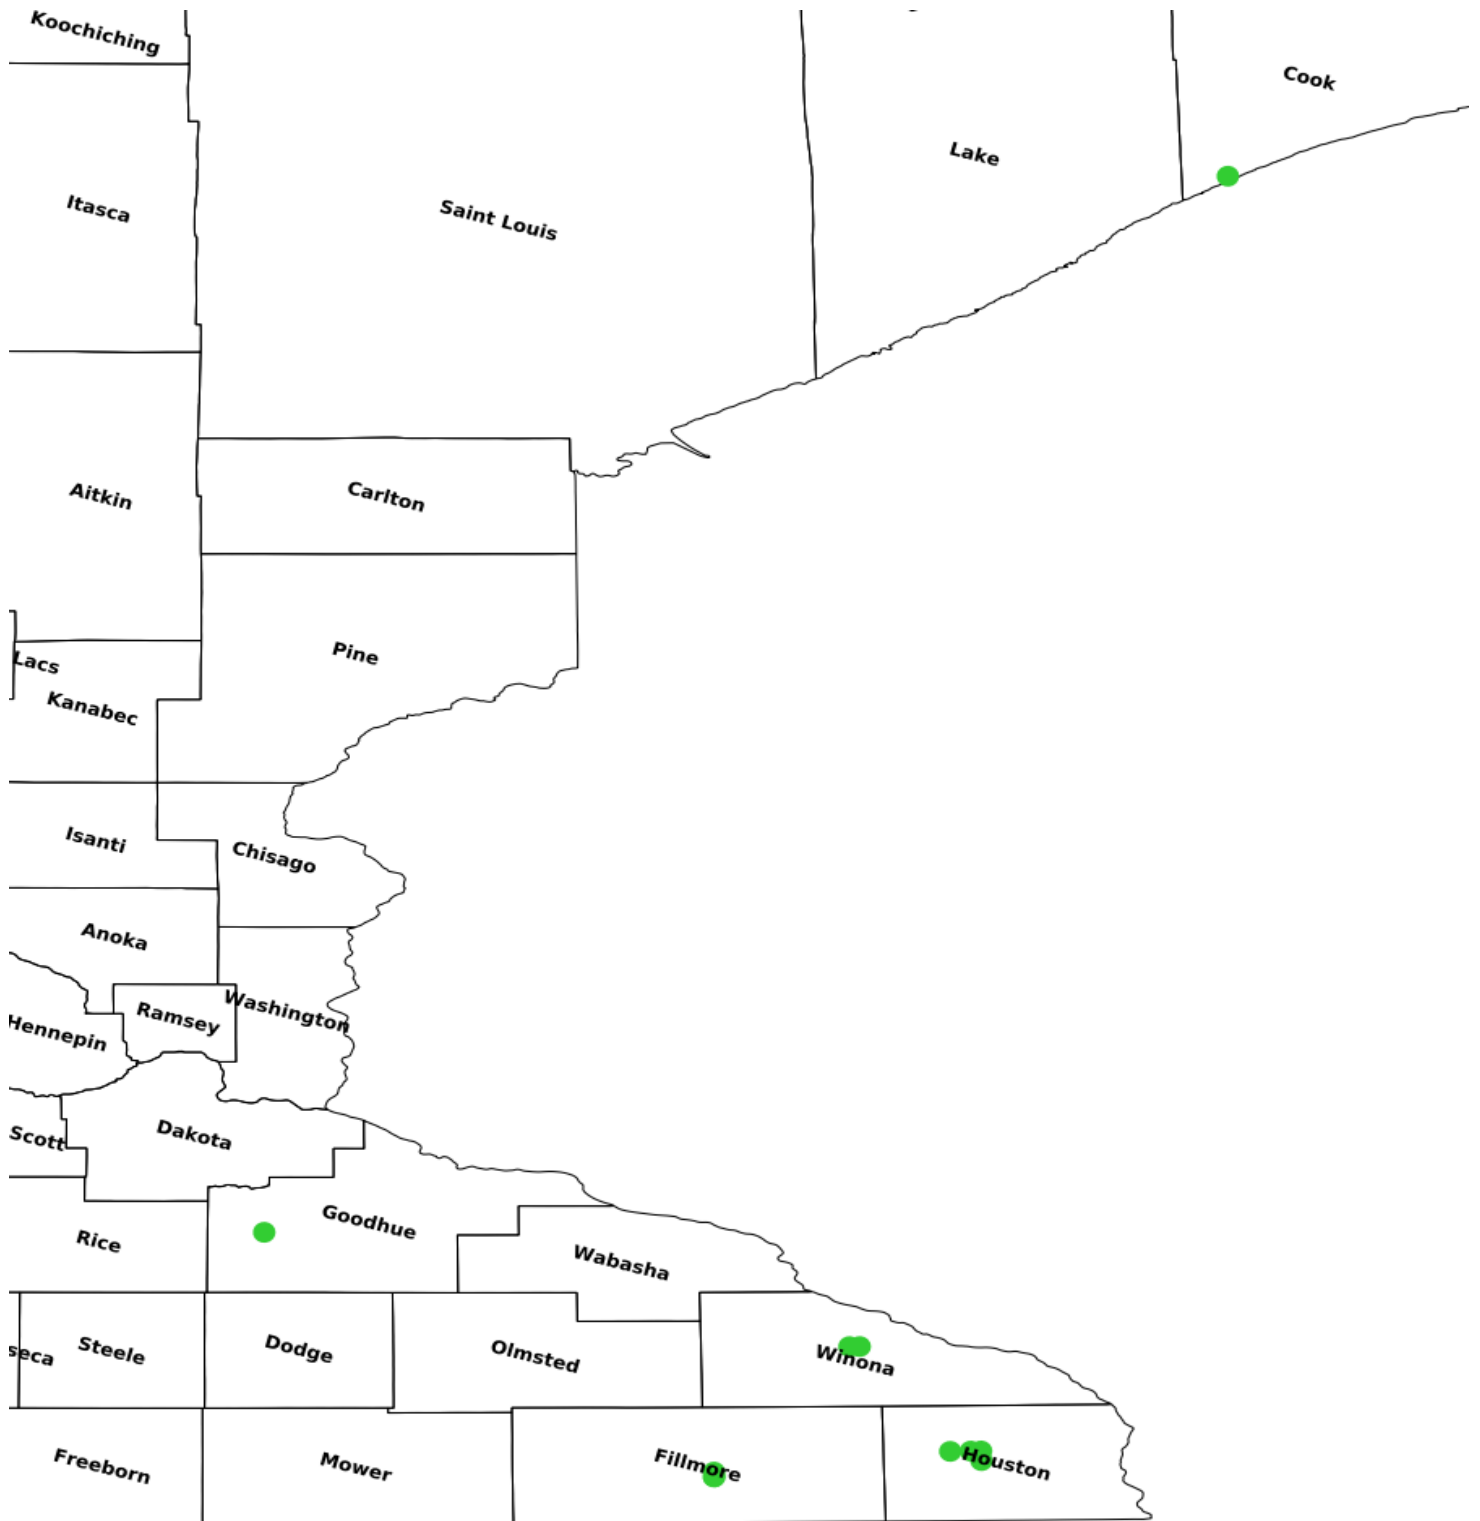 Koochiching
Cook
Lake
Itasca
Saint Louis
Aitkin
Carlton
Pine
Lacs
Kanabec
Isanti
Chisago
Anoka
Washington
Ramsey
Hennepin
Dakota
Scott
Goodhue
Rice
Wabasha
Steele
Dodge
Olmsted
seca
Winona
Freeborn
Mower
Fillmore
Houston